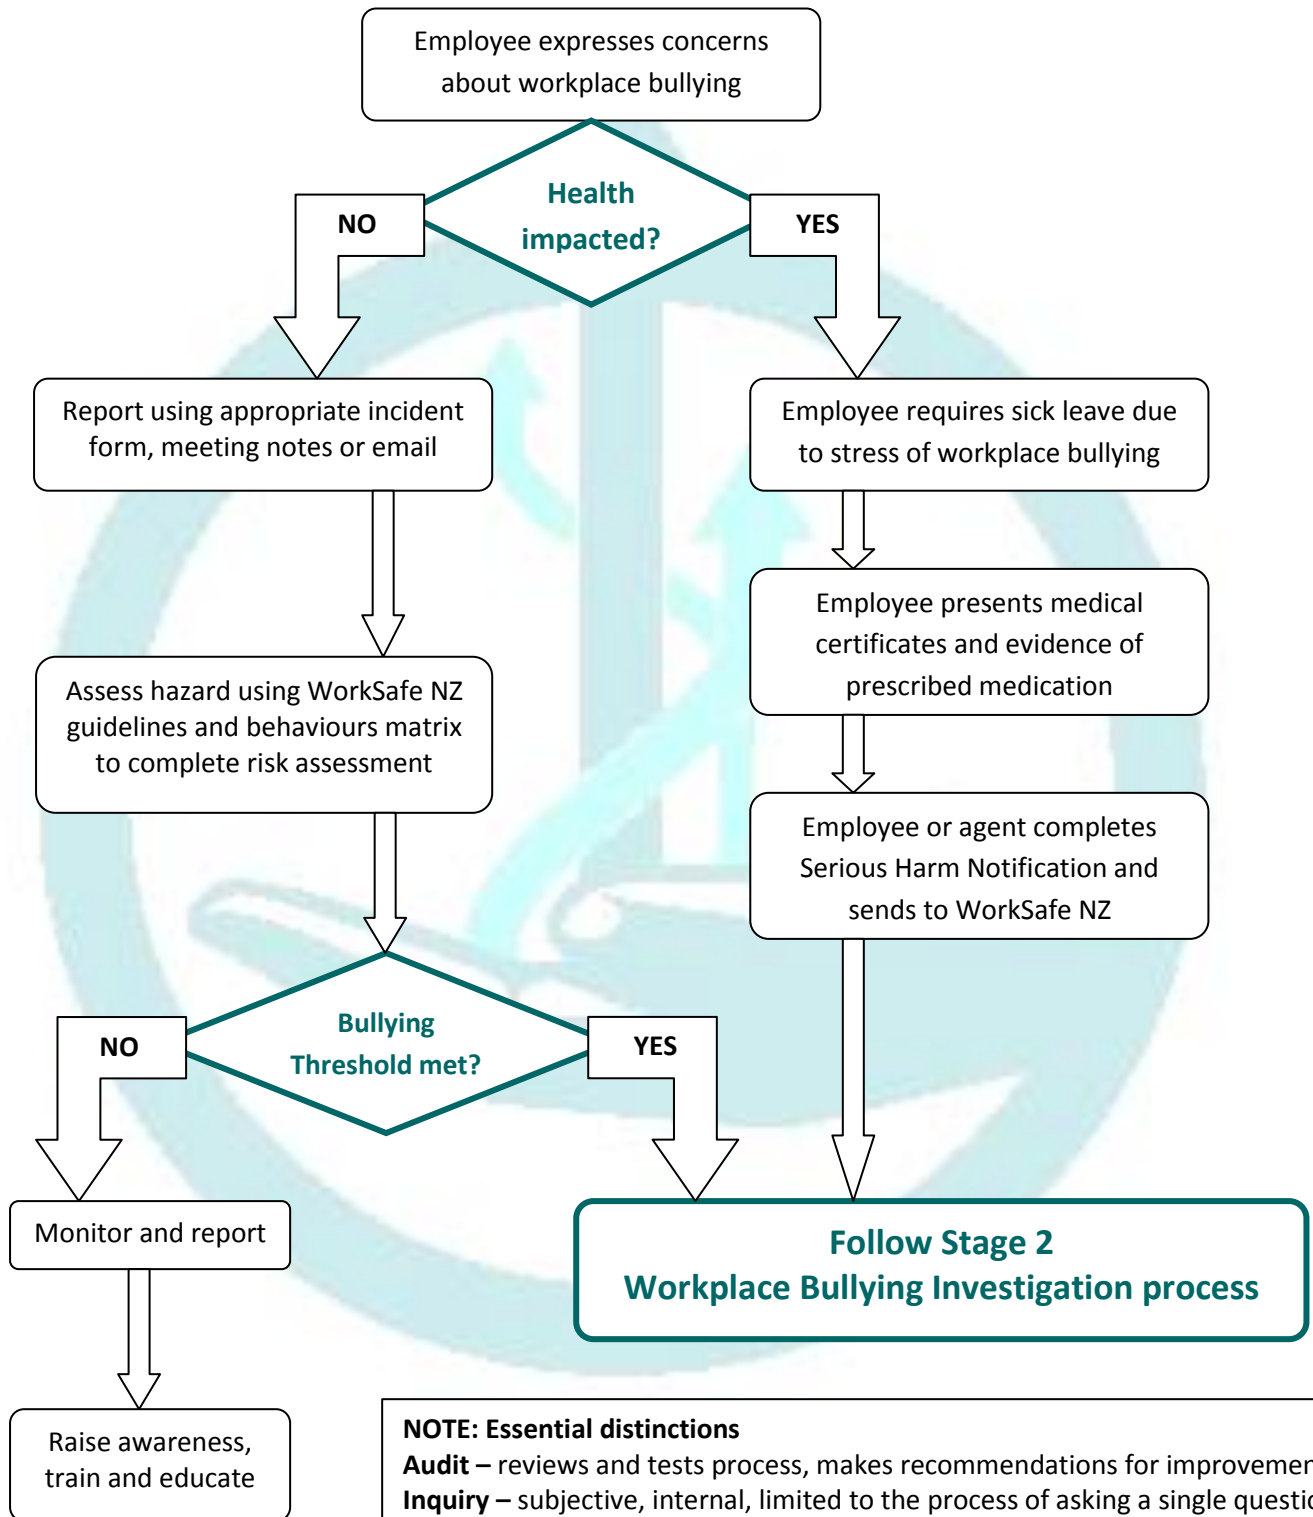 Employee expresses concerns
about workplace bullying
Health
impacted?
NO
YES
Report using appropriate incident
form, meeting notes or email
Employee requires sick leave due
to stress of workplace bullying
Employee presents medical
certificates and evidence of
prescribed medication
Assess hazard using WorkSafe NZ
guidelines and behaviours matrix
to complete risk assessment
Employee or agent completes
Serious Harm Notification and
sends to WorkSafe NZ
Bullying
Threshold met?
NO
YES
Monitor and report
Follow Stage 2
Workplace Bullying Investigation process
Raise awareness,
train and educate
NOTE: Essential distinctions
Audit – reviews and tests process, makes recommendations for improvemen
Inquiry – subjective, internal, limited to the process of asking a single questio